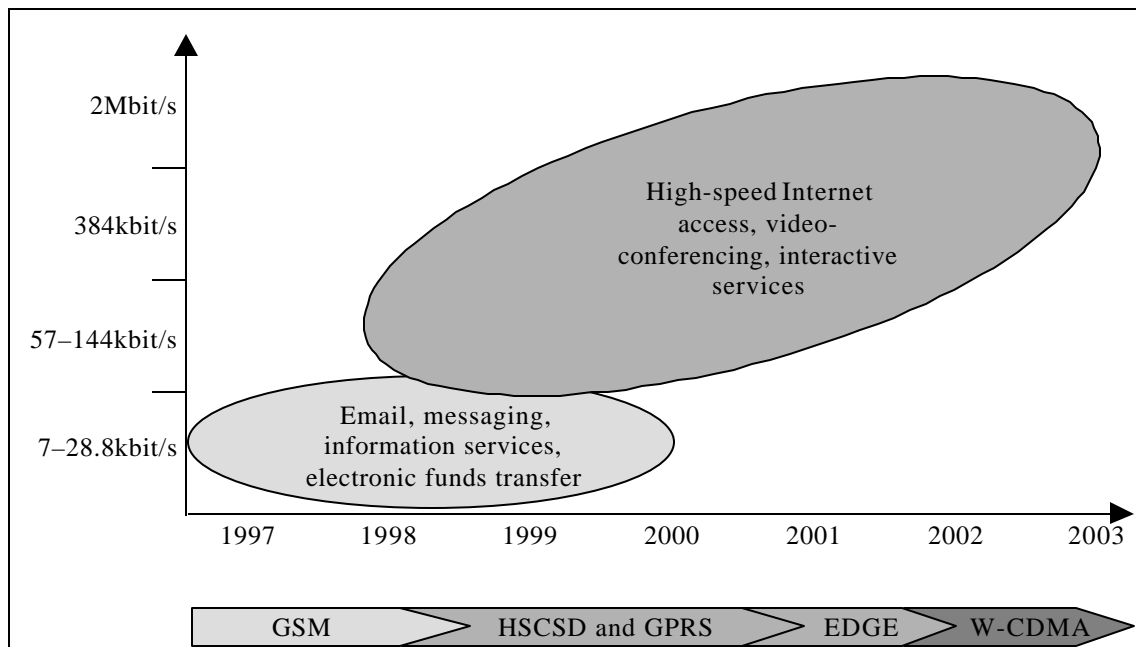 2Mbit/s
384kbit/s
57–144kbit/s
7–28.8kbit/s
High-speed Internet
access, video-
conferencing, interactive
services
Email, messaging,
information services,
electronic funds transfer
1997 1998 1999 2000 2001 2002 2003
GSM HSCSD and GPRS EDGE W-CDMA